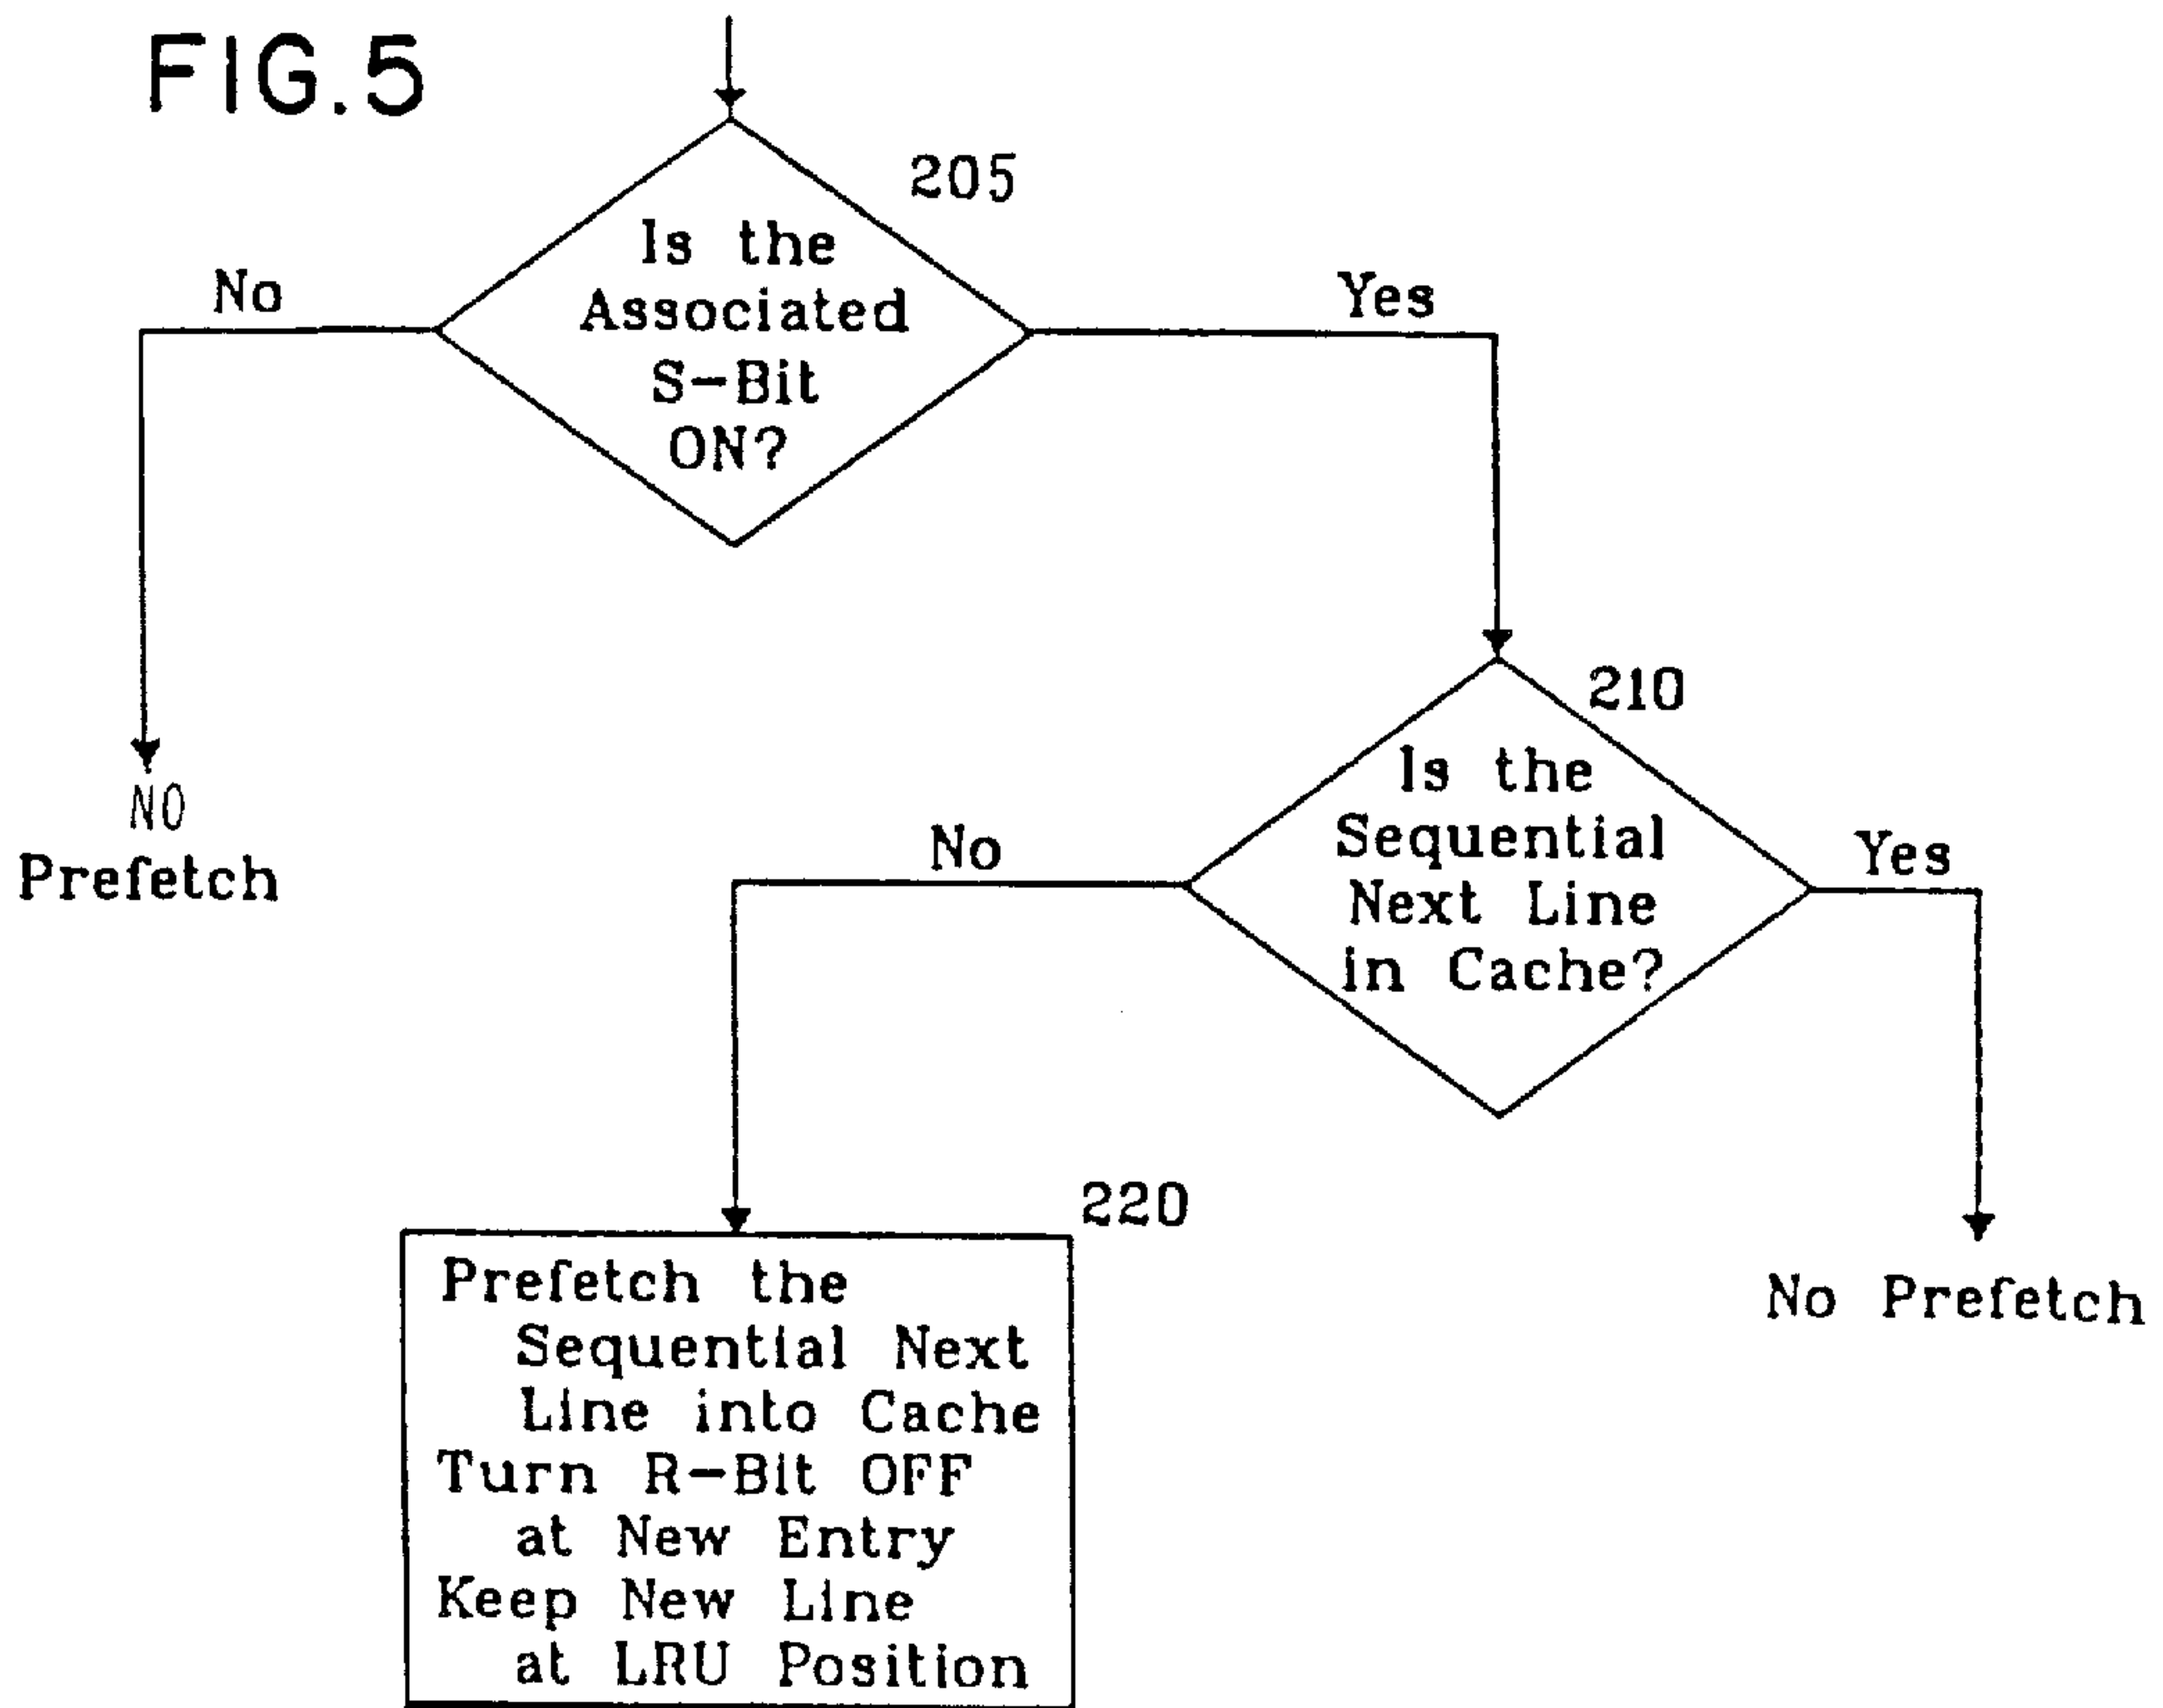 FIG.5
205
Is the
Associated
S-Bit
ON?
No
Yes
NO
Prefetch
210
Is the
Sequential
Next Line
in Cache?
No
Yes
220
Prefetch the
Sequential Next
Line into Cache
Turn R-Bit OFF
at New Entry
Keep New Line
at LRU Position
No Prefetch